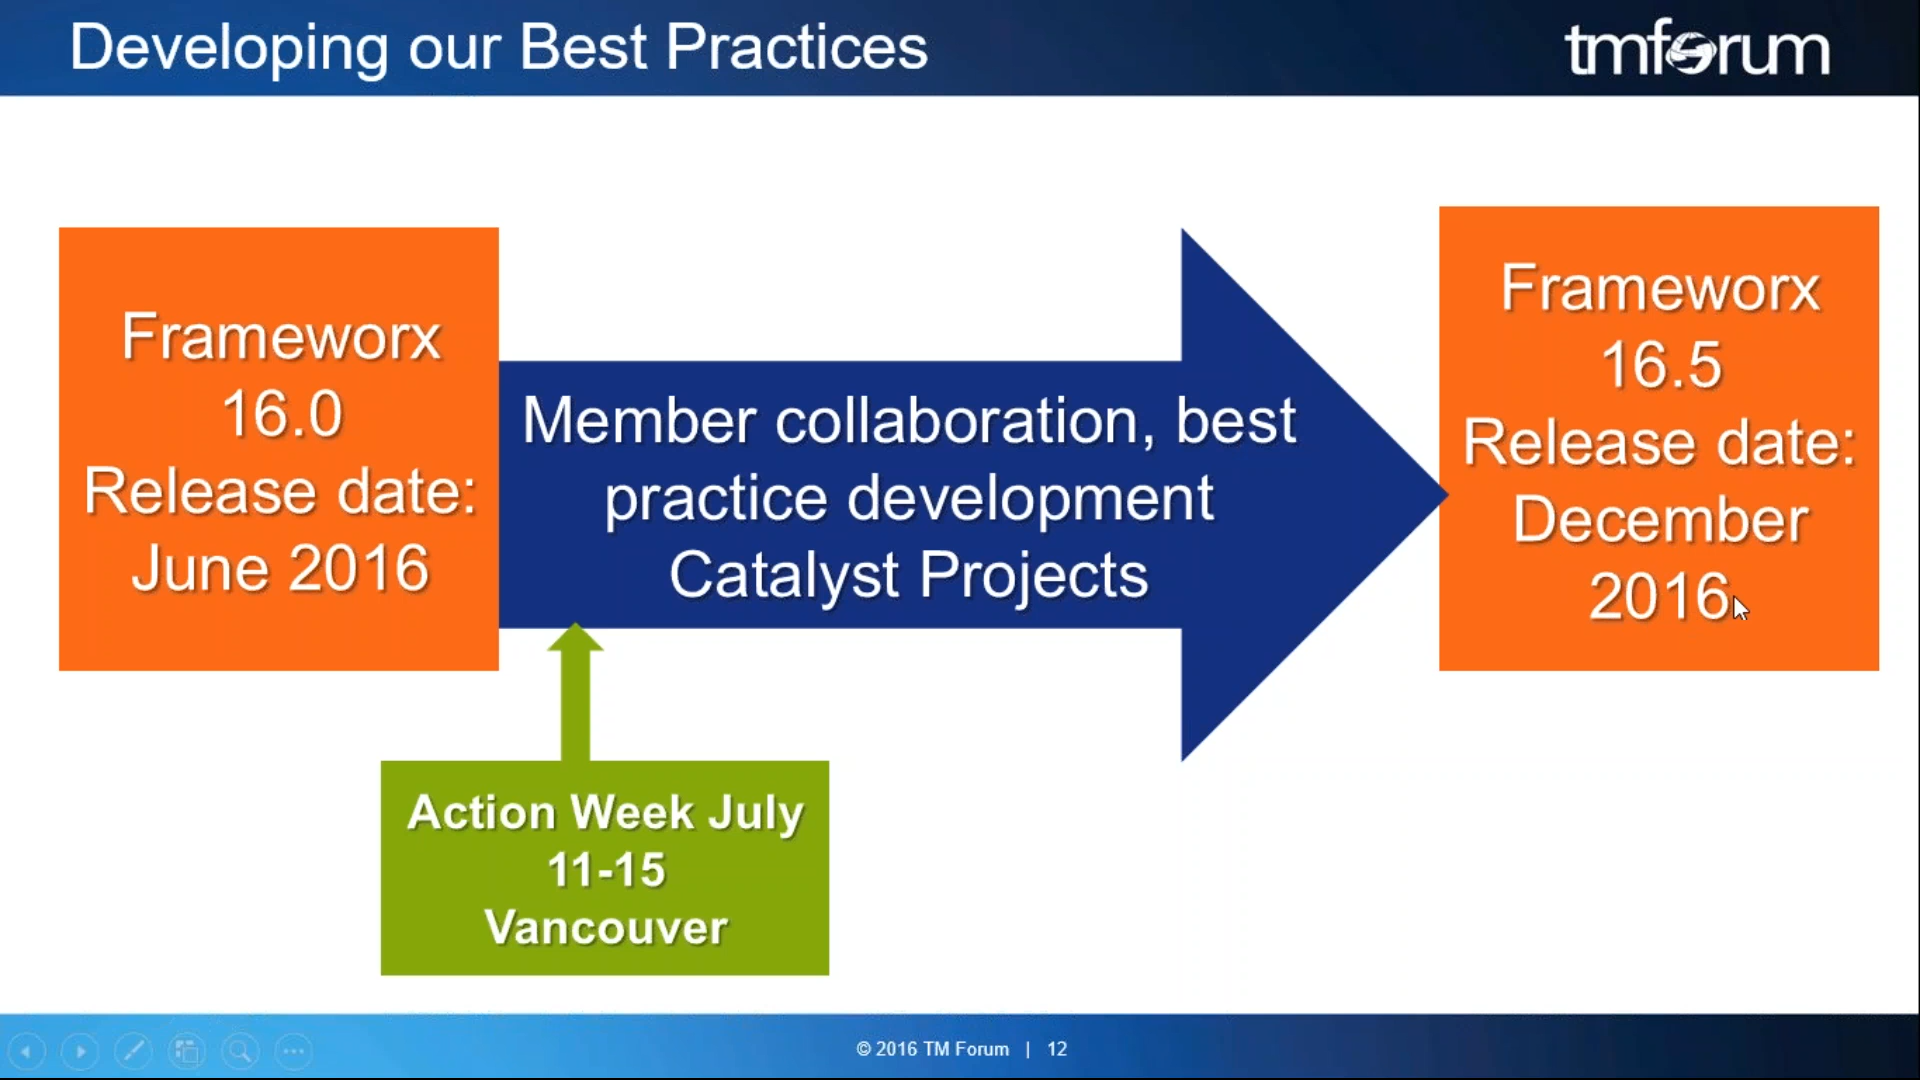 Developing our Best Practices
tmforum
Frameworx
16.0
Release date:
June 2016
Member collaboration, best
practice development
Catalyst Projects
Frameworx
16.5
Release date:
December
2016
Action Week July
11-15
Vancouver
© 2016 TM Forum | 12